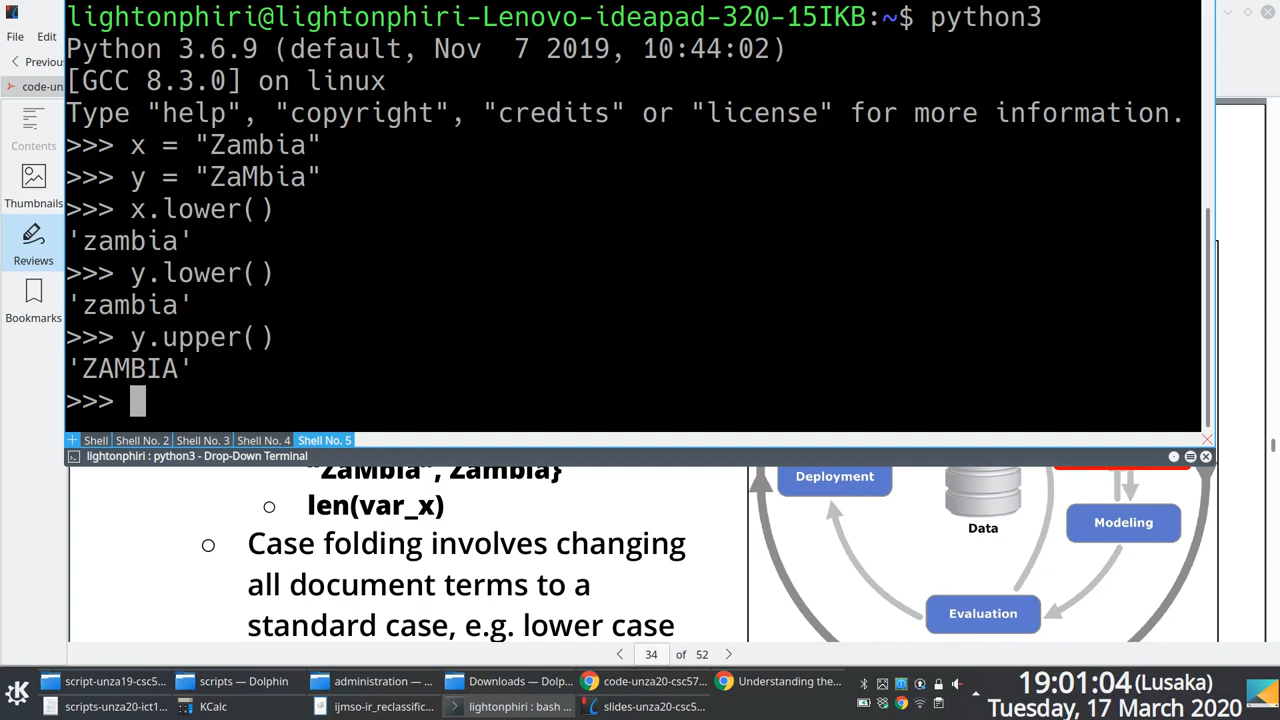 lightonphiri@lightonphiri-Lenovo-ideapad-320-15IKB:~$ python3
Python 3.6.9 (default, Nov  7 2019, 10:44:02)
[GCC 8.3.0] on linux
Type "help", "copyright", "credits" or "license" for more information.
>>> x = "Zambia"
>>> y = "ZaMbia"
>>> x.lower()
'zambia'
>>> y.lower()
'zambia'
>>> y.upper()
'ZAMBIA'
>>>
File Edit
Previous
code-un
Contents
Thumbnails
Reviews
Bookmarks
Shell Shell No. 2 Shell No. 3 Shell No. 4 Shell No. 5
lightonphiri : python3 - Drop-Down Terminal
"ZaMbia", Zambia}
○ len(var_x)
○ Case folding involves changing
all document terms to a
standard case, e.g. lower case
Deployment
Data
Modeling
Evaluation
34 of 52
script-unza19-csc5... scripts — Dolphin administration — ... Downloads — Dolp... code-unza20-csc57... Understanding the...
scripts-unza20-ict1... KCalc ijmso-ir_reclassific... lightonphiri : bash ... slides-unza20-csc5...
19:01:04 (Lusaka)
Tuesday, 17 March 2020